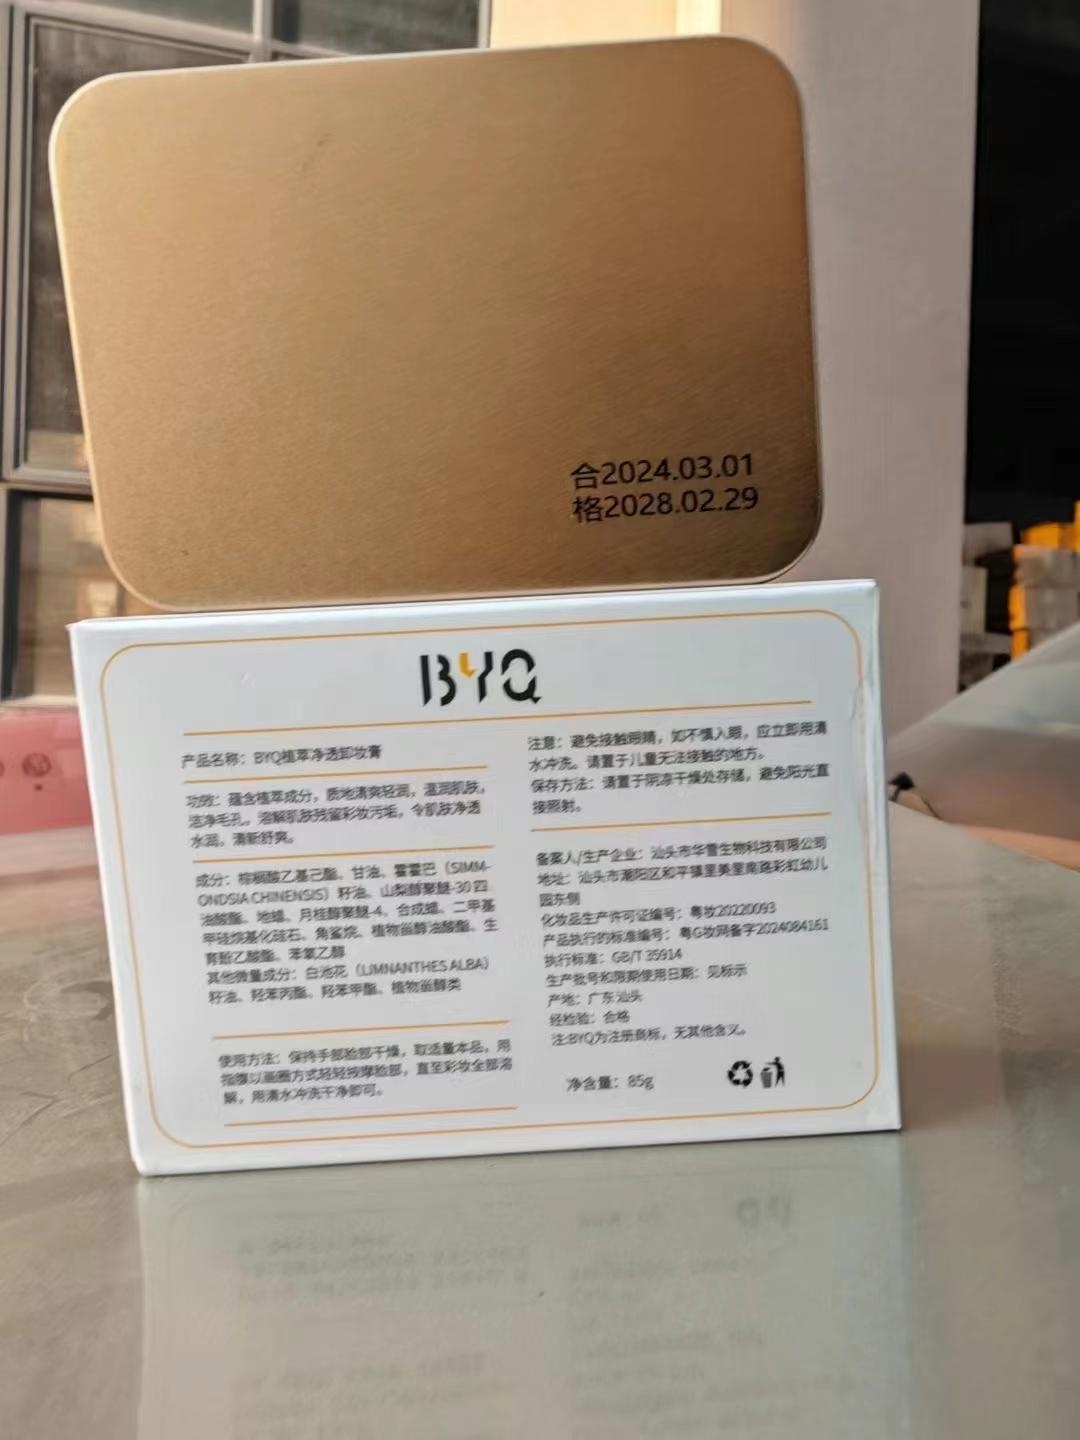 合2024.03.01
格2028.02.29
BYQ
产品名称：BYQ植萃净透卸妆膏
功效：蕴含植萃成分，质地清爽轻润，温润肌肤，
洁净毛孔。溶解肌肤残留彩妆污垢，令肌肤净透
水润，清新舒爽。
成分：棕榈酸乙基己酯、甘油、霍霍巴（SIMM-
ONDSIA CHINENSIS）籽油、山梨醇聚醚-30 四
油酸酯、地蜡、月桂醇聚醚-4、合成蜡、二甲基
甲硅烷基化硅石、角鲨烷、植物甾醇油酸酯、生
育酚乙酸酯、苯氧乙醇
其他微量成分：白池花（LIMNANTHES ALBA）
籽油、羟苯丙酯、羟苯甲酯、植物甾醇类
使用方法：保持手部脸部干燥，取适量本品，用
指腹以画圈方式轻轻按摩脸部，直至彩妆全部溶
解，用清水冲洗干净即可。
注意：避免接触眼睛，如不慎入眼，应立即用清
水冲洗。请置于儿童无法接触的地方。
保存方法：请置于阴凉干燥处存储，避免阳光直
接照射。
备案人/生产企业：汕头市华雪生物科技有限公司
地址：汕头市潮阳区和平镇里美里南路彩虹幼儿
园东侧
化妆品生产许可证编号：粤妆20220093
产品执行的标准编号：粤G妆网备字2024084161
执行标准：GB/T 35914
生产批号和限期使用日期：见标示
产地：广东汕头
经检验：合格
注:BYQ为注册商标，无其他含义。
净含量：85g